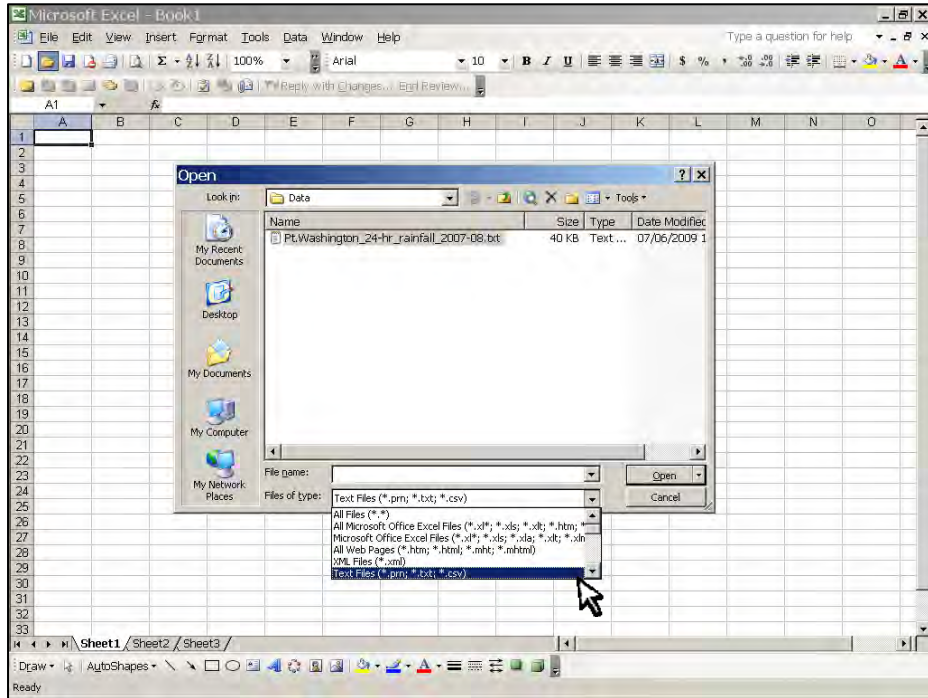 Microsoft Excel - Book1
File Edit View Insert Format Tools Data Window Help Type a question for help
Σ 100% Arial 10 B I U $ % ,
Reply with Changes... End Review...
A1 fx
A B C D E F G H I J K L M N O
1
2
3
4
5
6
7
8
9
10
11
12
13
14
15
16
17
18
19
20
21
22
23
24
25
26
27
28
29
30
31
32
33
Open
Look in: Data Tools
Name Size Type Date Modified
Pt.Washington_24-hr_rainfall_2007-08.txt 40 KB Text ... 07/06/2009 1
My Recent
Documents
Desktop
My Documents
My Computer
My Network
Places
File name: Open
Files of type: Text Files (*.prn; *.txt; *.csv) Cancel
All Files (*.*)
All Microsoft Office Excel Files (*.xl*; *.xls; *.xlt; *.htm; *
Microsoft Office Excel Files (*.xl*; *.xls; *.xla; *.xlt; *.xln
All Web Pages (*.htm; *.html; *.mht; *.mhtml)
XML Files (*.xml)
Text Files (*.prn; *.txt; *.csv)
Sheet1 Sheet2 Sheet3
Draw AutoShapes A
Ready